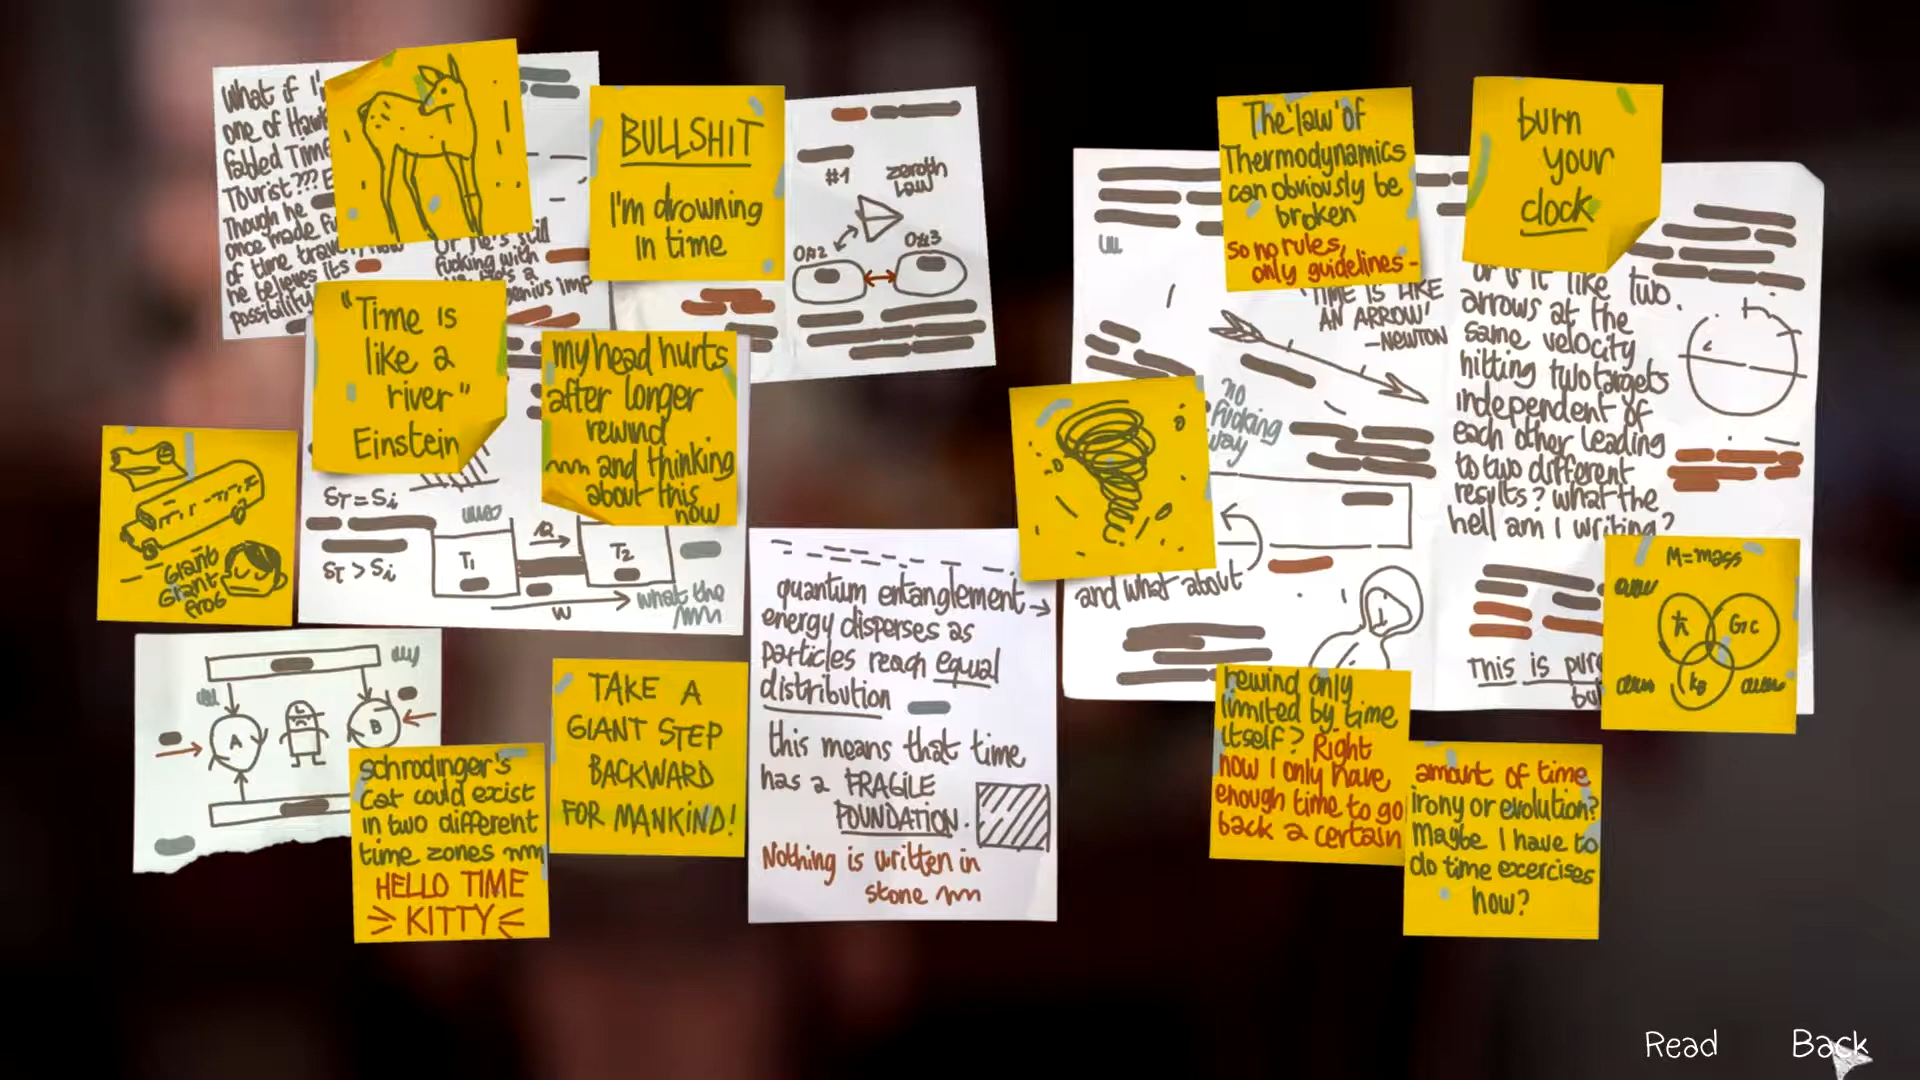 What if I'
one of Haw
fabled Time
Tourist??? E
Though he
once made fu
of time trave
he believes its
possibility
or he's still
fucking with
genius imp
BULLSHIT
I'm drowning
in time
#1
zeroth
law
"Time is
like a
river"
Einstein
my head hurts
after longer
rewind
and thinking
about this
now
Giant
Giant
frog
ST = Si
ST > Si
T1
T2
W
what the
A
B
schrodinger's
cat could exist
in two different
time zones
HELLO TIME
KITTY
TAKE A
GIANT STEP
BACKWARD
FOR MANKIND!
quantum entanglement
energy disperses as
particles reach equal
distribution
this means that time
has a FRAGILE
FOUNDATION.
Nothing is written in
stone
The 'law' of
Thermodynamics
can obviously be
broken
so no rules,
only guidelines -
burn
your
clock
'TIME IS LIKE
AN ARROW'
-NEWTON
no
fucking
way
and what about
or is it like two
arrows at the
same velocity
hitting two targets
independent of
each other leading
to two different
results? what the
hell am I writing?
This is pur
bul
M=mass
rewind only
limited by time
itself? Right
now I only have
enough time to go
back a certain
amount of time
irony or evolution?
Maybe I have to
do time exercises
now?
Read
Back